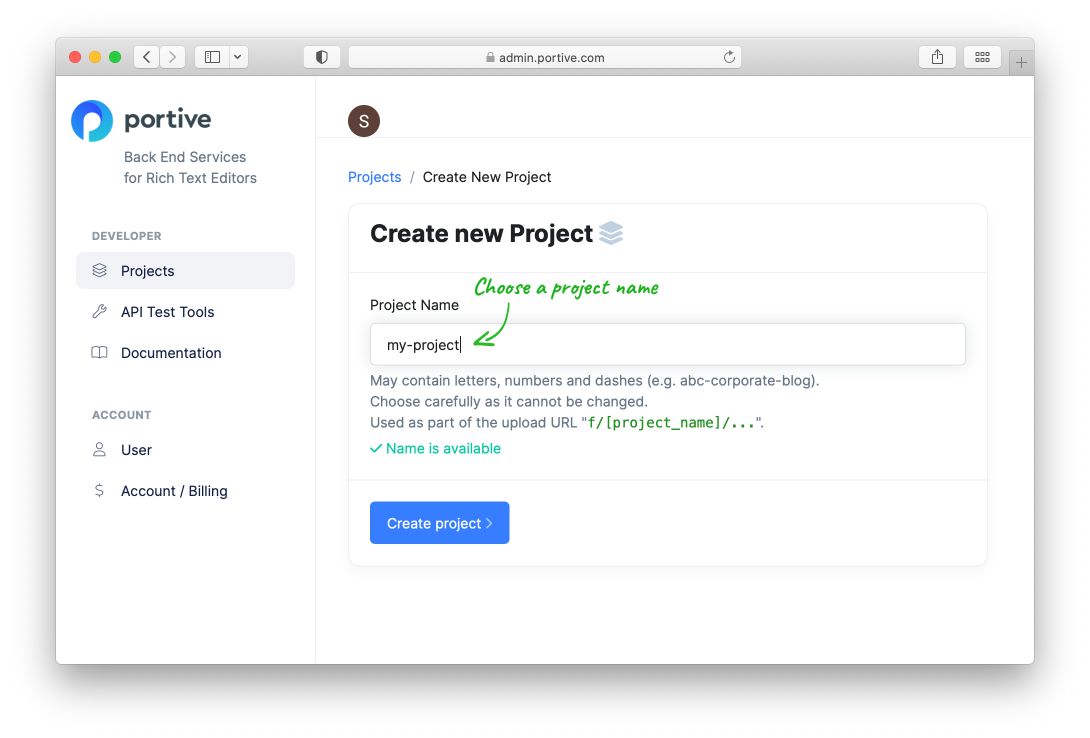 admin.portive.com
portive
Back End Services
for Rich Text Editors
DEVELOPER
Projects
API Test Tools
Documentation
ACCOUNT
User
Account / Billing
S
Projects / Create New Project
Create new Project
Choose a project name
Project Name
my-project
May contain letters, numbers and dashes (e.g. abc-corporate-blog).
Choose carefully as it cannot be changed.
Used as part of the upload URL "f/[project_name]/...".
Name is available
Create project